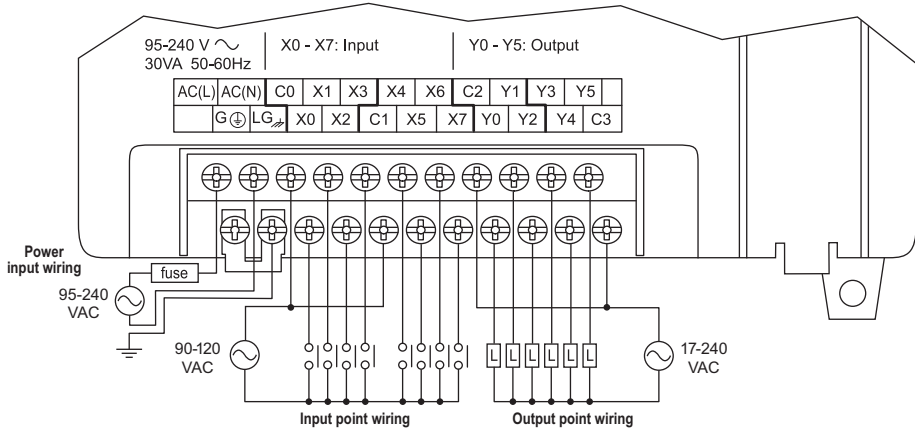 95-240 V
30VA 50-60Hz
X0 - X7: Input
Y0 - Y5: Output
AC(L) AC(N) C0 X1 X3 X4 X6 C2 Y1 Y3 Y5
G LG X0 X2 C1 X5 X7 Y0 Y2 Y4 C3
Power
input wiring
fuse
95-240
VAC
90-120
VAC
L L L L L L
17-240
VAC
Input point wiring
Output point wiring